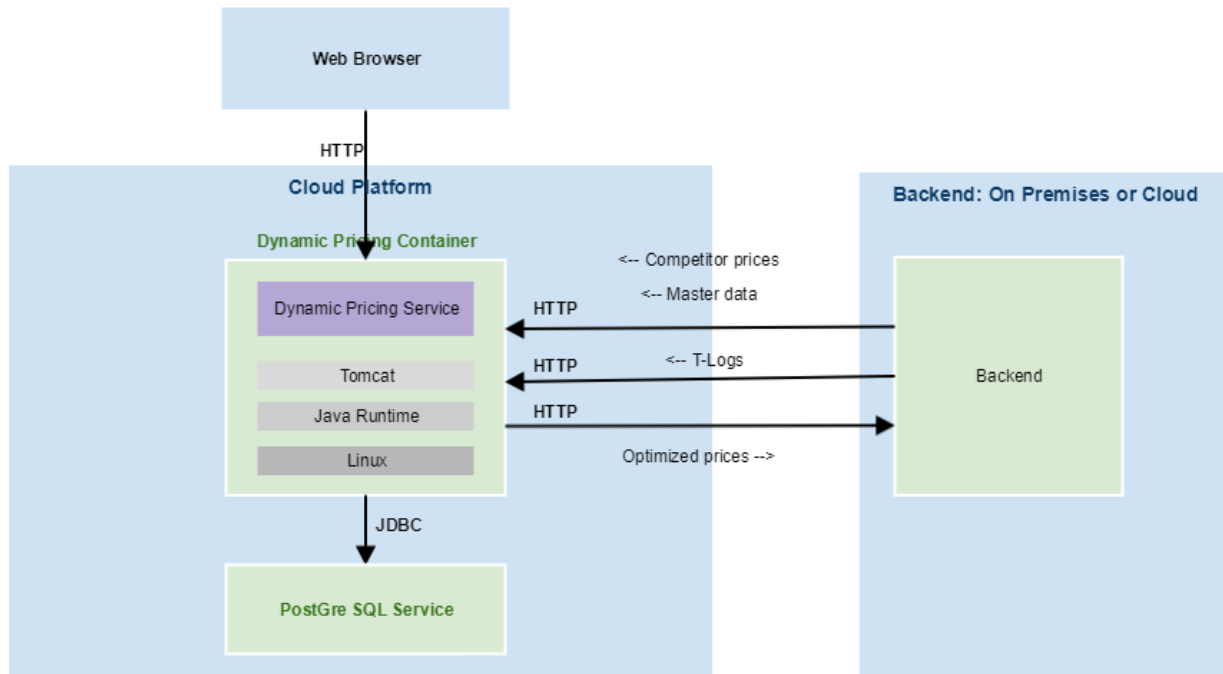 Web Browser
HTTP
Cloud Platform
Backend: On Premises or Cloud
Dynamic Pricing Container
<-- Competitor prices
Dynamic Pricing Service
HTTP
<-- Master data
Tomcat
HTTP
<-- T-Logs
Backend
Java Runtime
HTTP
Linux
Optimized prices -->
JDBC
PostGre SQL Service